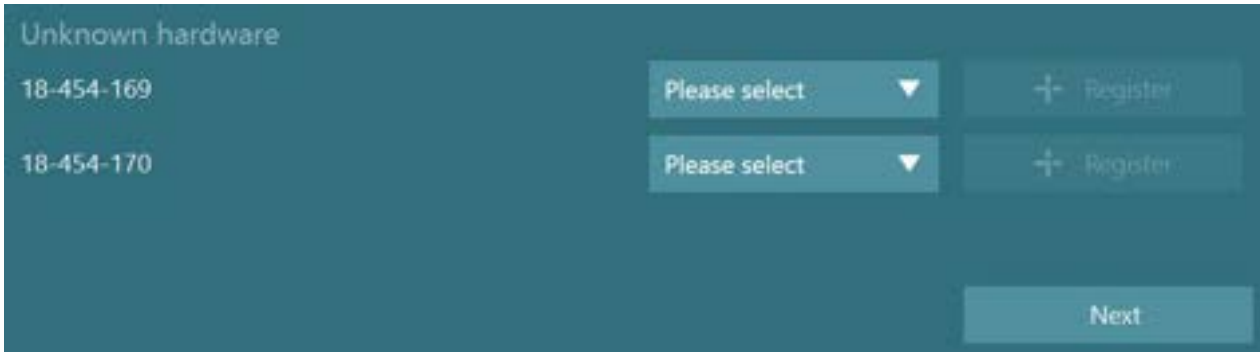 Unknown hardware
18-454-169 Please select Register
18-454-170 Please select Register
Next